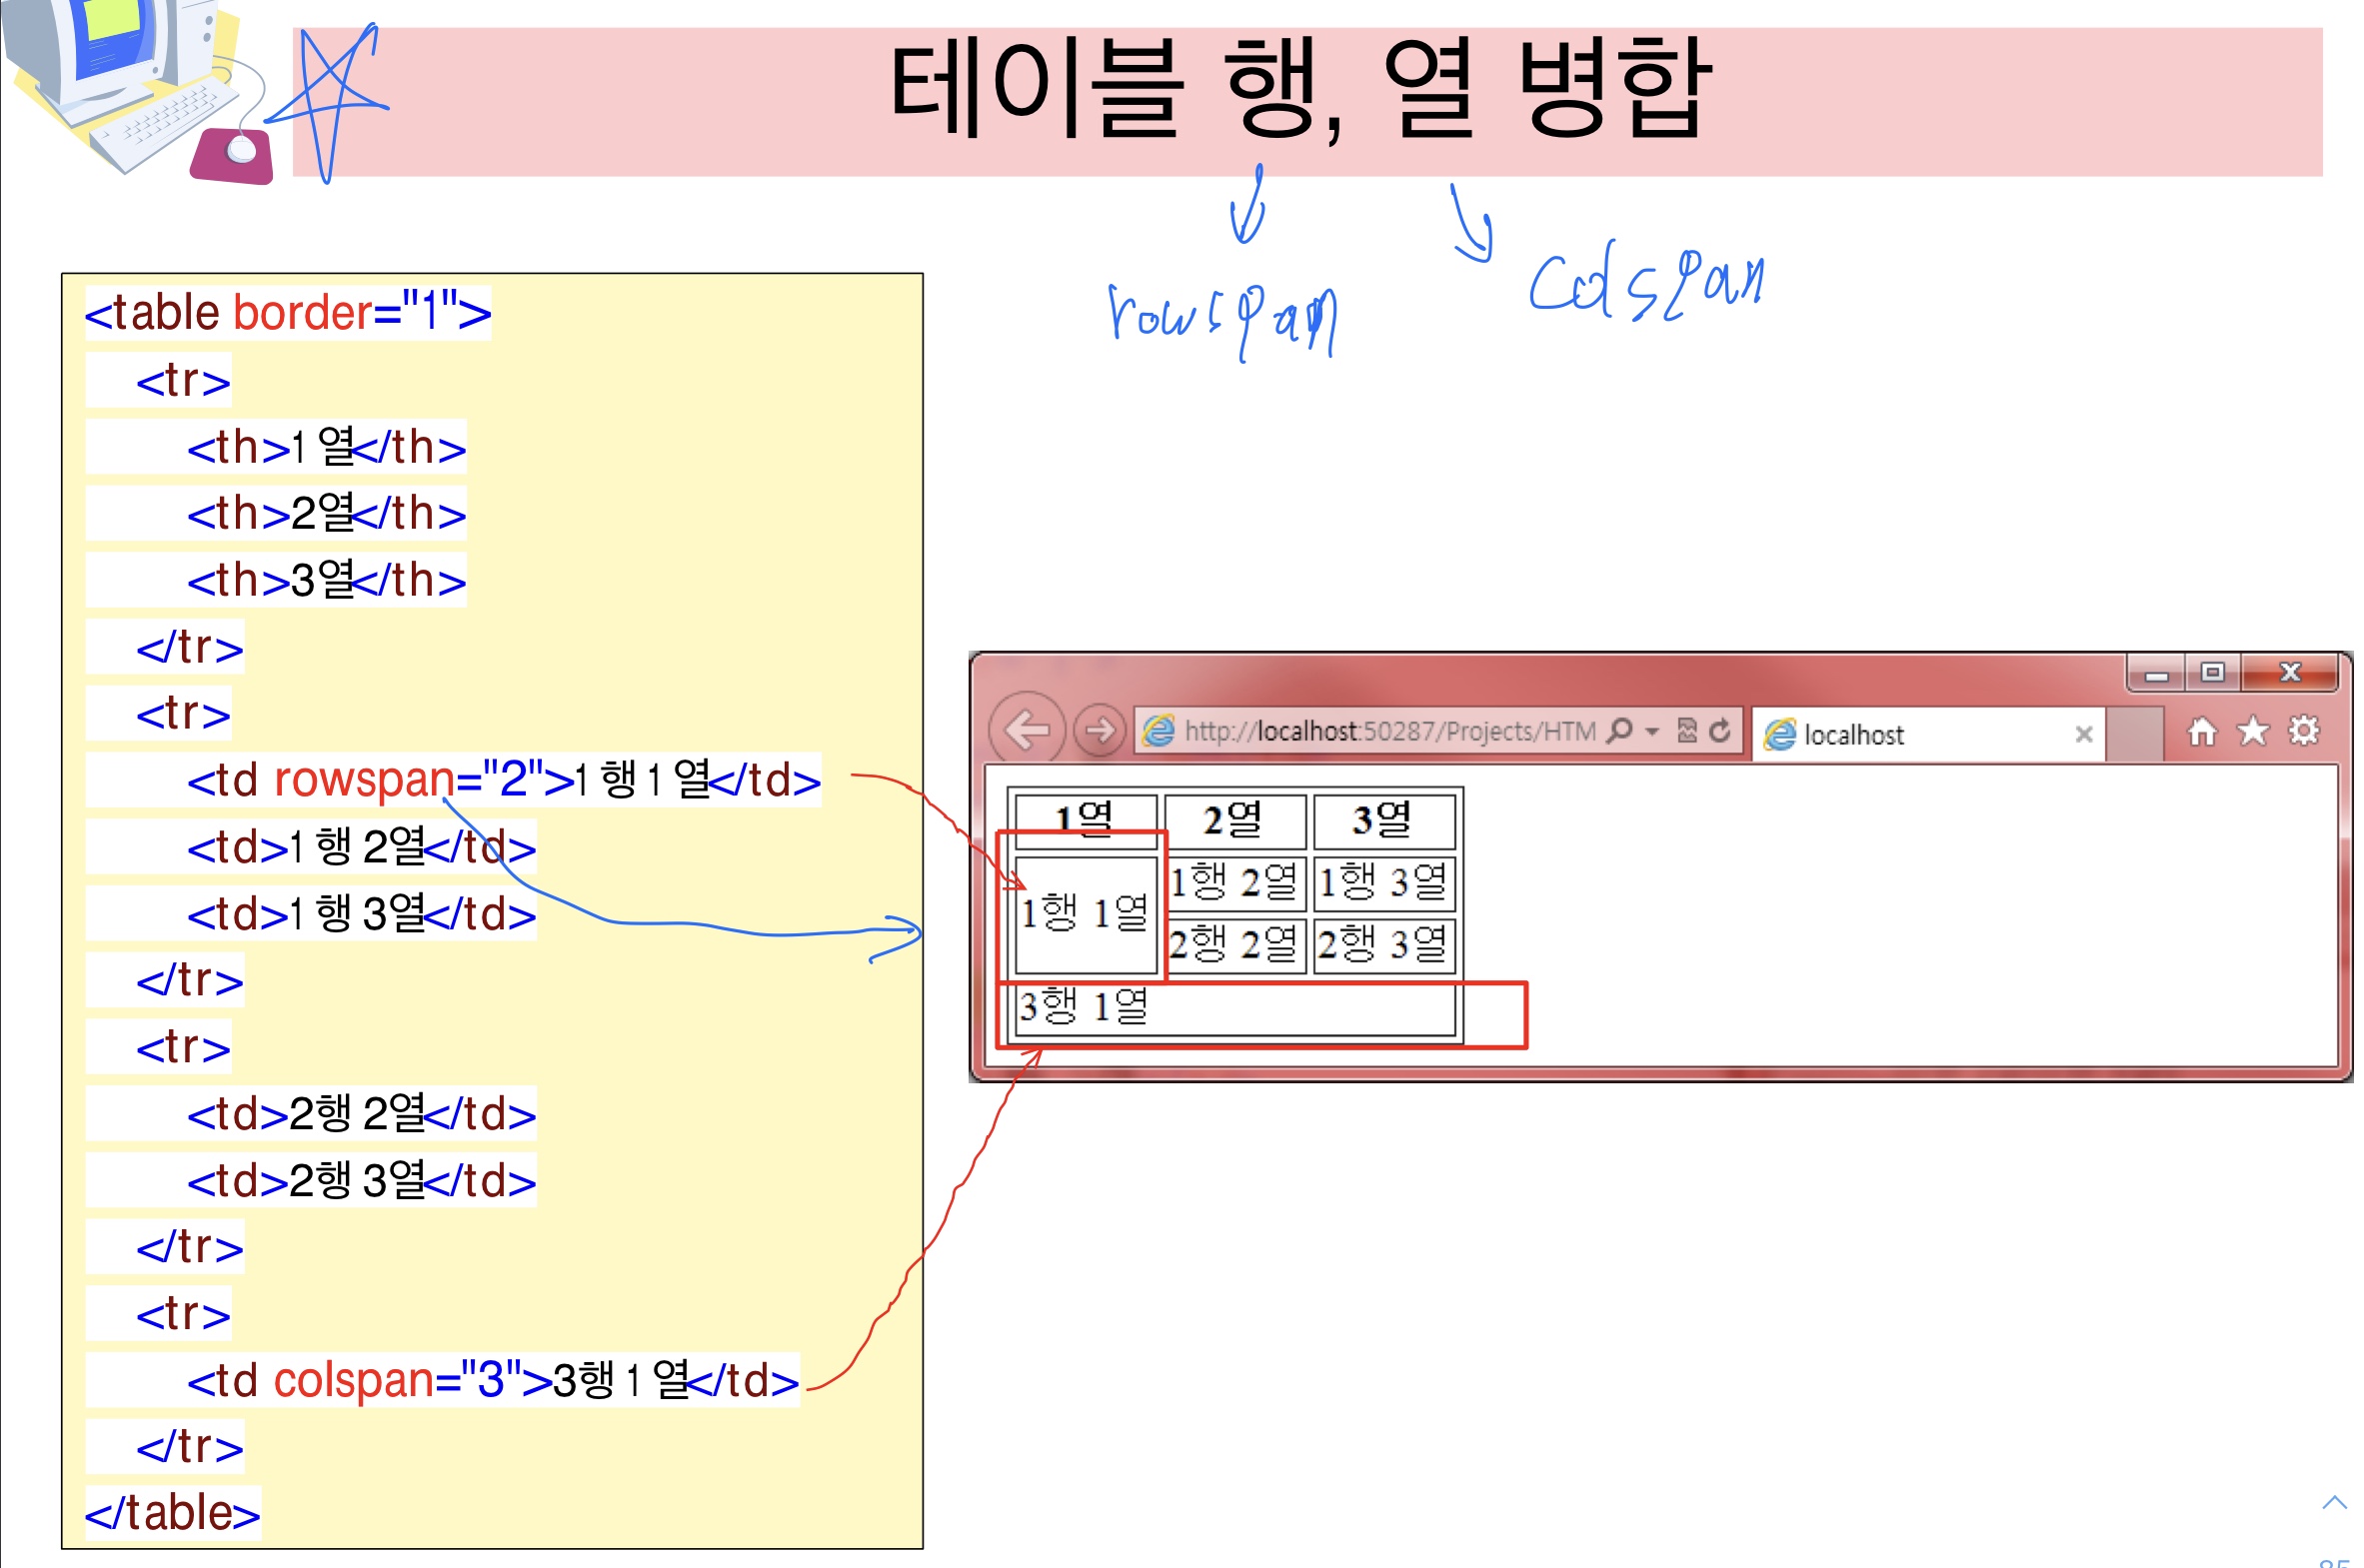 테이블 행, 열 병합
rowspan
colspan
<table border="1">
<tr>
<th>1열</th>
<th>2열</th>
<th>3열</th>
</tr>
<tr>
<td rowspan="2">1행 1열</td>
<td>1행 2열</td>
<td>1행 3열</td>
</tr>
<tr>
<td>2행 2열</td>
<td>2행 3열</td>
</tr>
<tr>
<td colspan="3">3행 1열</td>
</tr>
</table>
http://localhost:50287/Projects/HTM
localhost
1열 2열 3열
1행 1열
1행 2열 1행 3열
2행 2열 2행 3열
3행 1열